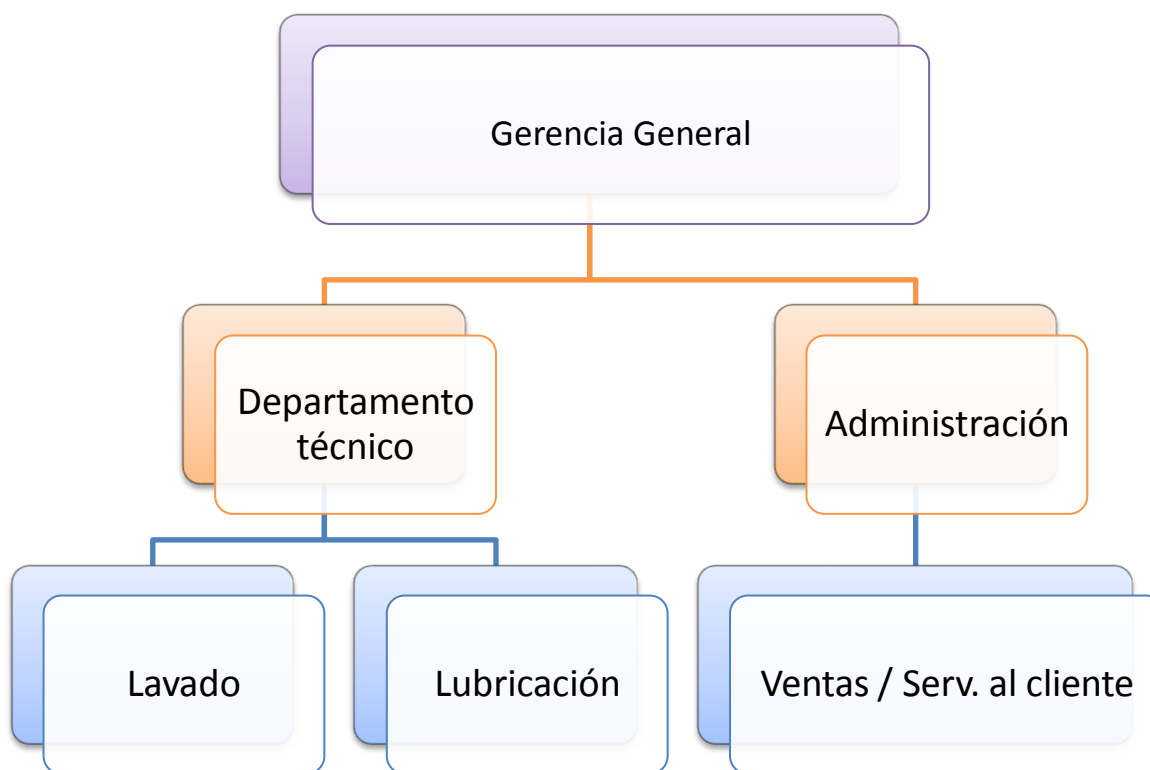 Gerencia General
Departamento
técnico
Administración
Lavado
Lubricación
Ventas / Serv. al cliente